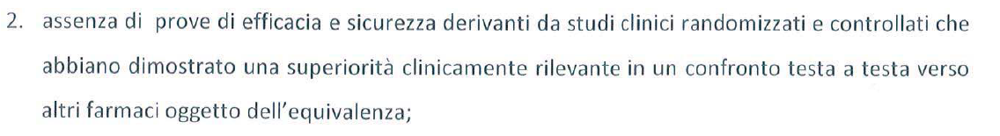 2. assenza di prove di efficacia e sicurezza derivanti da studi clinici randomizzati e controllati che
abbiano dimostrato una superiorità clinicamente rilevante in un confronto testa a testa verso
altri farmaci oggetto dell'equivalenza;